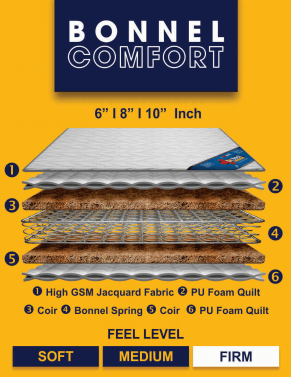 BONNEL
COMFORT
6” I 8” I 10” Inch
1
2
3
4
5
6
1 High GSM Jacquard Fabric 2 PU Foam Quilt
3 Coir 4 Bonnel Spring 5 Coir 6 PU Foam Quilt
FEEL LEVEL
SOFT MEDIUM FIRM